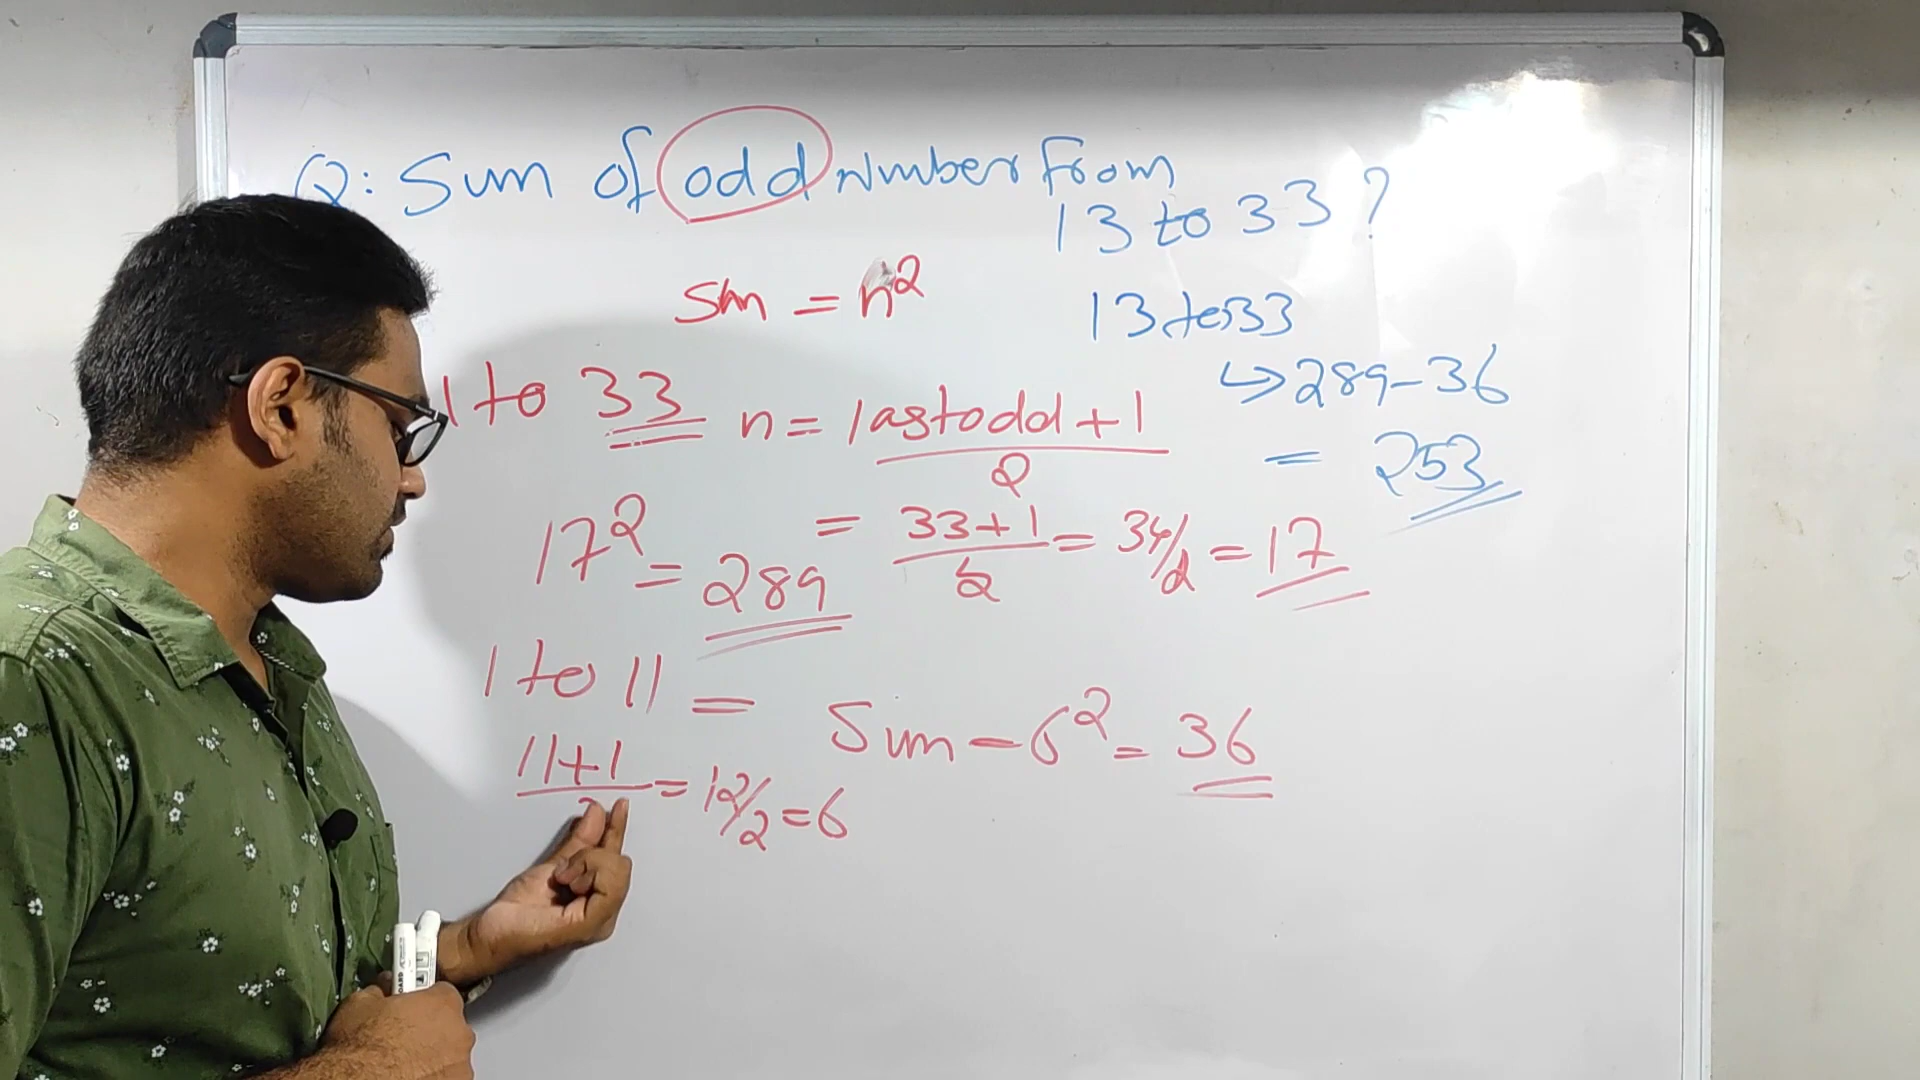 Q: Sum of odd number from
13 to 33 ?
Sum = n²
13 to 33
↳ 289 - 36
= 253
1 to 33
n = last odd + 1 / 2
17² = 289
= 33 + 1 / 2 = 34/2 = 17
1 to 11 =
Sum - 6² = 36
11+1 / 2 = 12/2 = 6